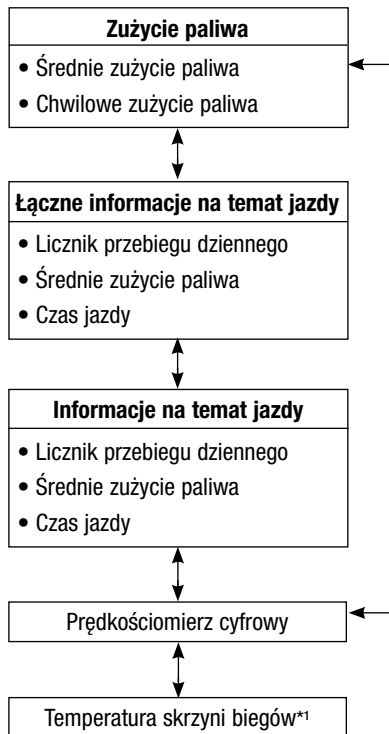 Zużycie paliwa
• Średnie zużycie paliwa
• Chwilowe zużycie paliwa
Łączne informacje na temat jazdy
• Licznik przebiegu dziennego
• Średnie zużycie paliwa
• Czas jazdy
Informacje na temat jazdy
• Licznik przebiegu dziennego
• Średnie zużycie paliwa
• Czas jazdy
Prędkościomierz cyfrowy
Temperatura skrzyni biegów*1